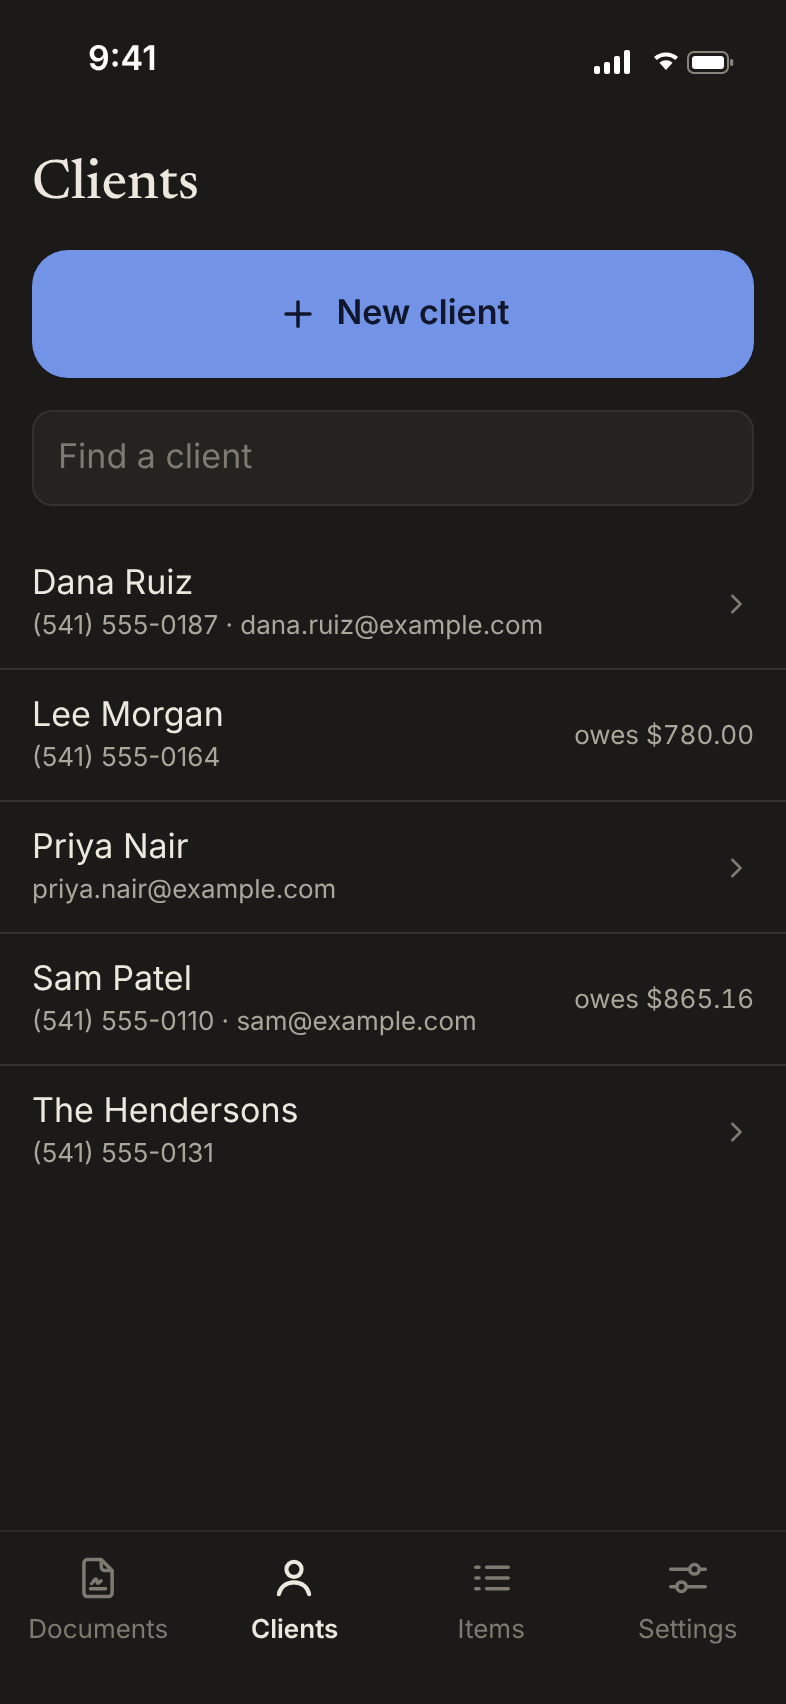 9:41
Clients
New client
Find a client
Dana Ruiz
(541) 555-0187 · dana.ruiz@example.com
Lee Morgan
(541) 555-0164
owes $780.00
Priya Nair
priya.nair@example.com
Sam Patel
(541) 555-0110 · sam@example.com
owes $865.16
The Hendersons
(541) 555-0131
Documents
Clients
Items
Settings